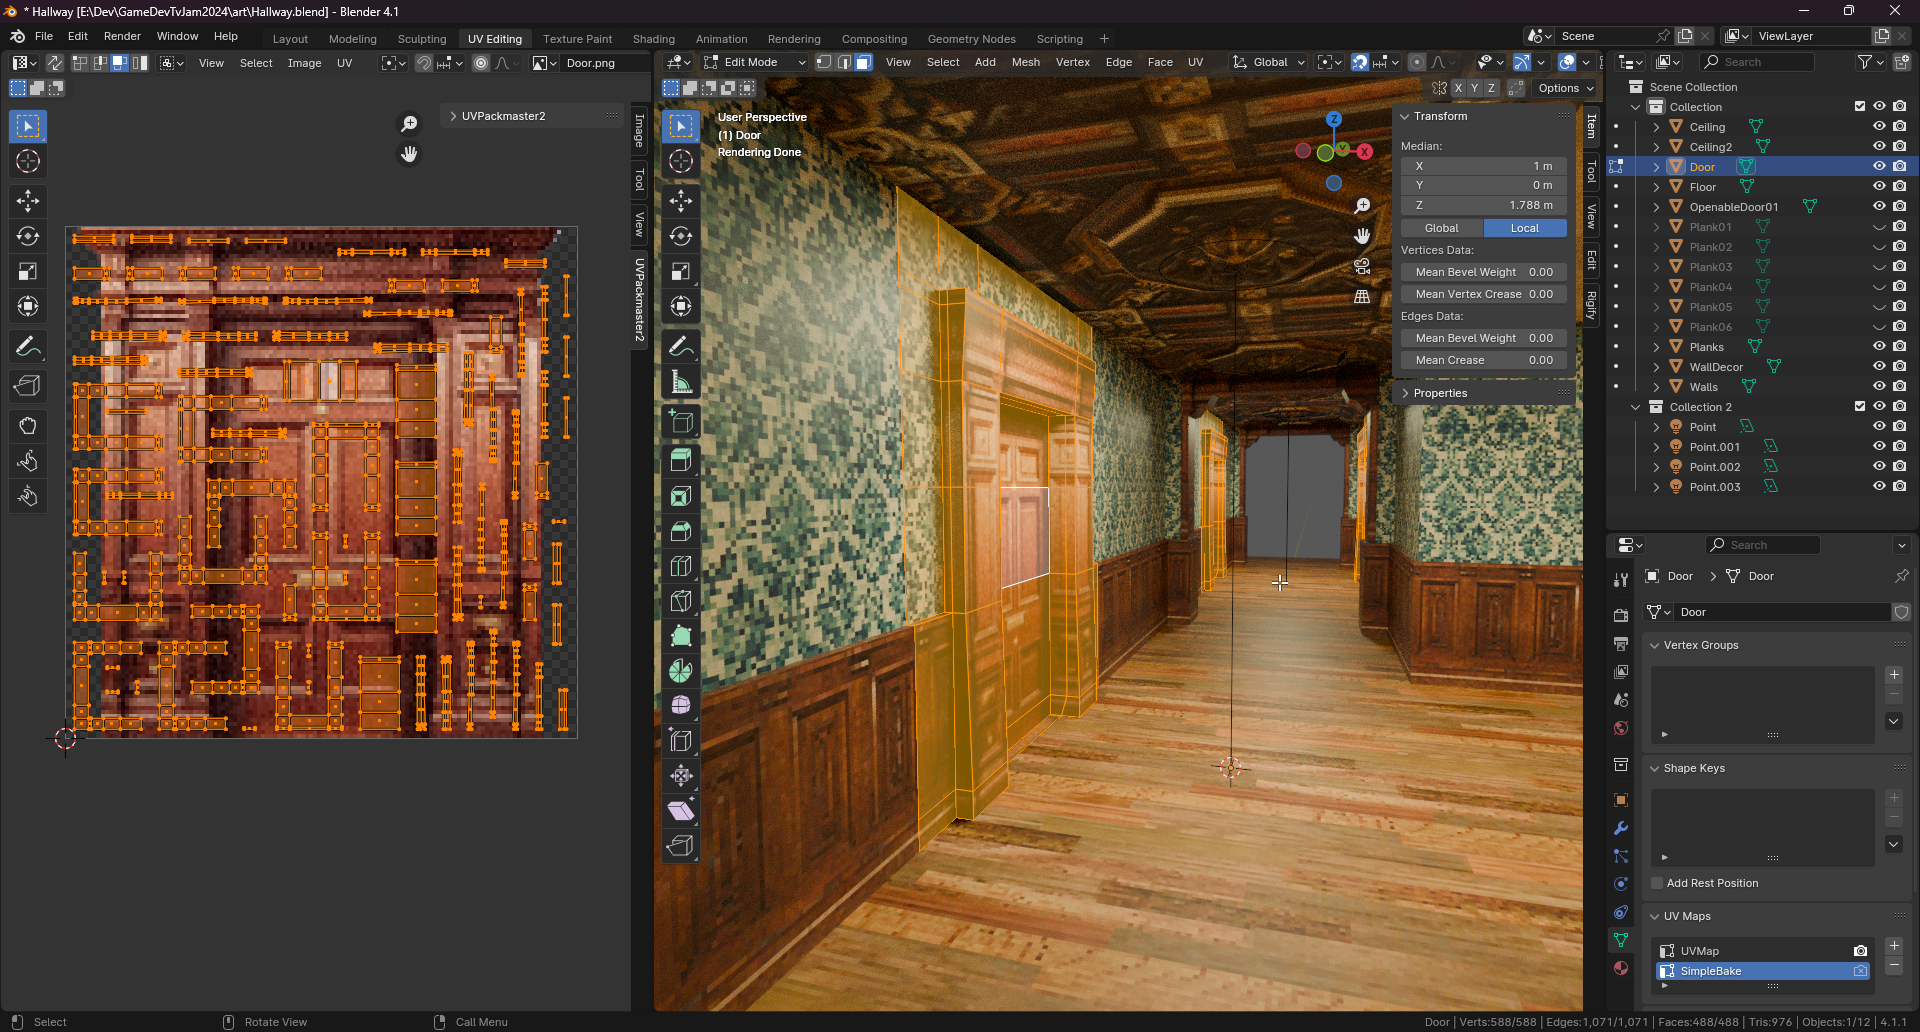 * Hallway [E:\Dev\GameDevTvJam2024\art\Hallway.blend] - Blender 4.1
File Edit Render Window Help Layout Modeling Sculpting UV Editing Texture Paint Shading Animation Rendering Compositing Geometry Nodes Scripting + Scene ViewLayer
View Select Image UV Door.png
Edit Mode View Select Add Mesh Vertex Edge Face UV Global
Search
X Y Z Options
UVPackmaster2
Image
Tool
View
UVPackmaster2
User Perspective
(1) Door
Rendering Done
Z
Y
X
Transform
Median:
X 1 m
Y 0 m
Z 1.788 m
Global Local
Vertices Data:
Mean Bevel Weight 0.00
Mean Vertex Crease 0.00
Edges Data:
Mean Bevel Weight 0.00
Mean Crease 0.00
Properties
Item
Tool
View
Edit
Rigify
Scene Collection
Collection
Ceiling
Ceiling2
Door
Floor
OpenableDoor01
Plank01
Plank02
Plank03
Plank04
Plank05
Plank06
Planks
WallDecor
Walls
Collection 2
Point
Point.001
Point.002
Point.003
Search
Door Door
Door
Vertex Groups
Shape Keys
Add Rest Position
UV Maps
UVMap
SimpleBake
Select Rotate View Call Menu
Door | Verts:588/588 | Edges:1,071/1,071 | Faces:488/488 | Tris:976 | Objects:1/12 | 4.1.1